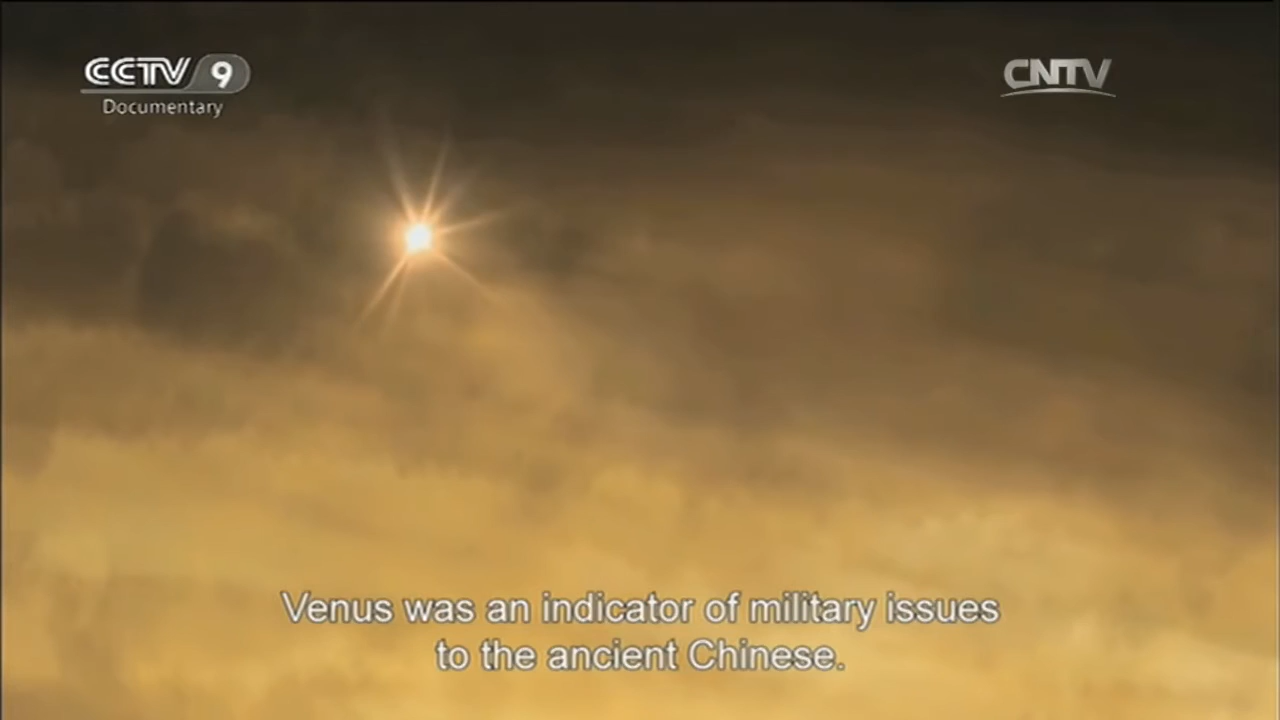 CCTV 9
Documentary
CNTV
Venus was an indicator of military issues
to the ancient Chinese.